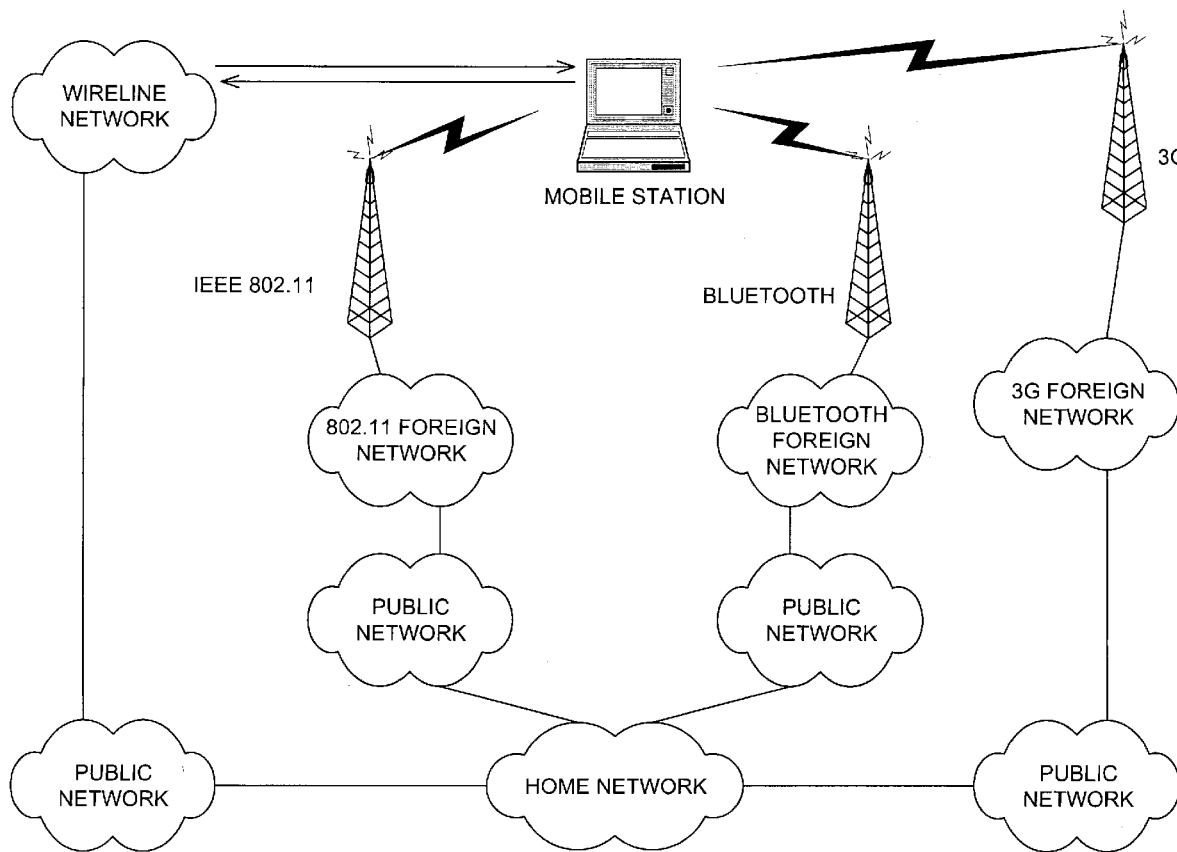 WIRELINE
NETWORK
MOBILE STATION
3G
IEEE 802.11
BLUETOOTH
802.11 FOREIGN
NETWORK
BLUETOOTH
FOREIGN
NETWORK
3G FOREIGN
NETWORK
PUBLIC
NETWORK
PUBLIC
NETWORK
PUBLIC
NETWORK
HOME NETWORK
PUBLIC
NETWORK